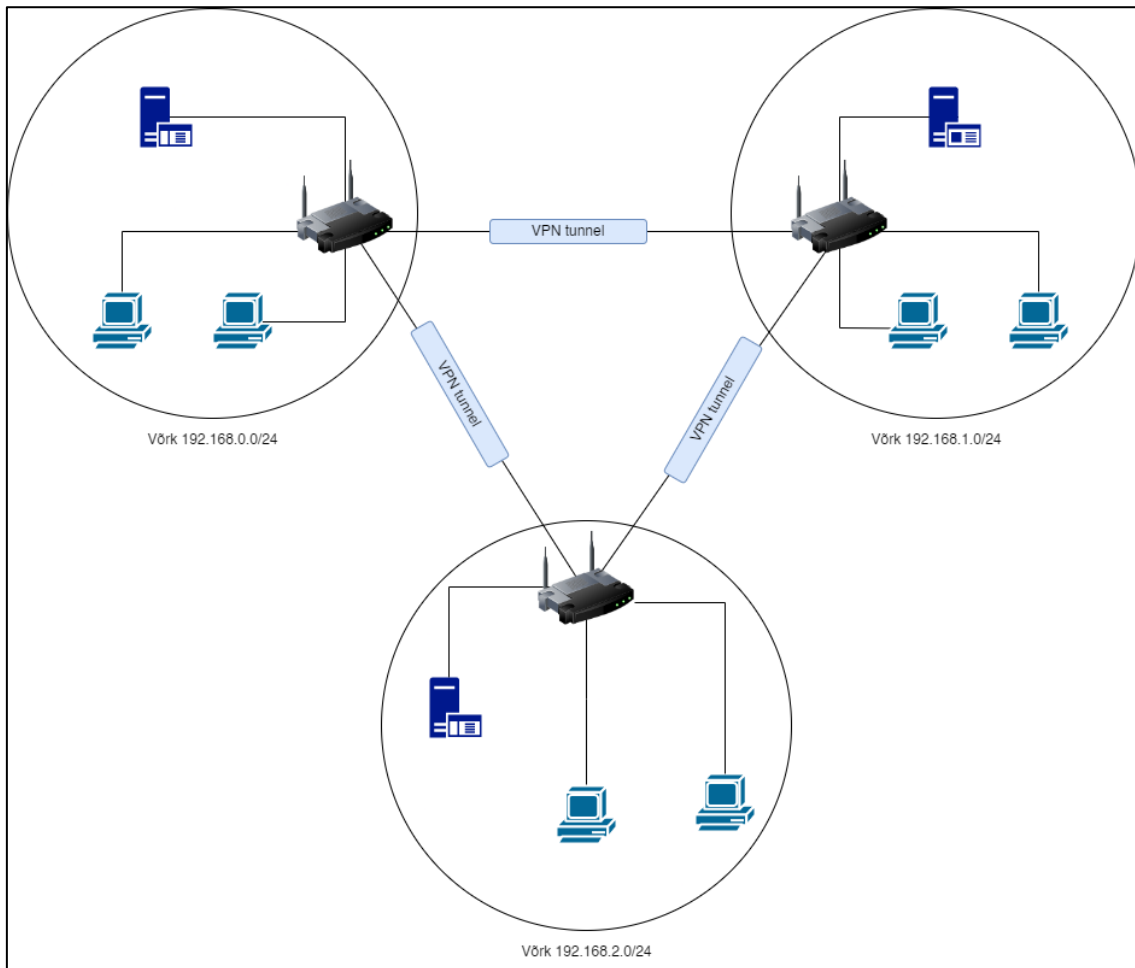 VPN tunnel
VPN tunnel
VPN tunnel
Võrk 192.168.0.0/24
Võrk 192.168.1.0/24
Võrk 192.168.2.0/24